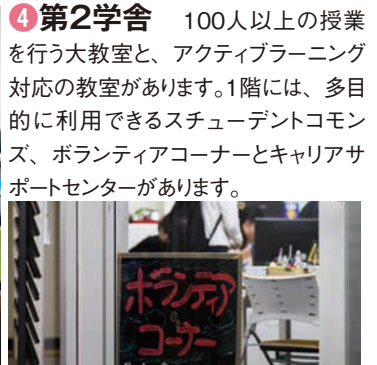 ❹第2学舎　100人以上の授業
を行う大教室と、アクティブラーニング
対応の教室があります。1階には、多目
的に利用できるスチューデントコモン
ズ、ボランティアコーナーとキャリアサ
ポートセンターがあります。
ボランティア
コーナー